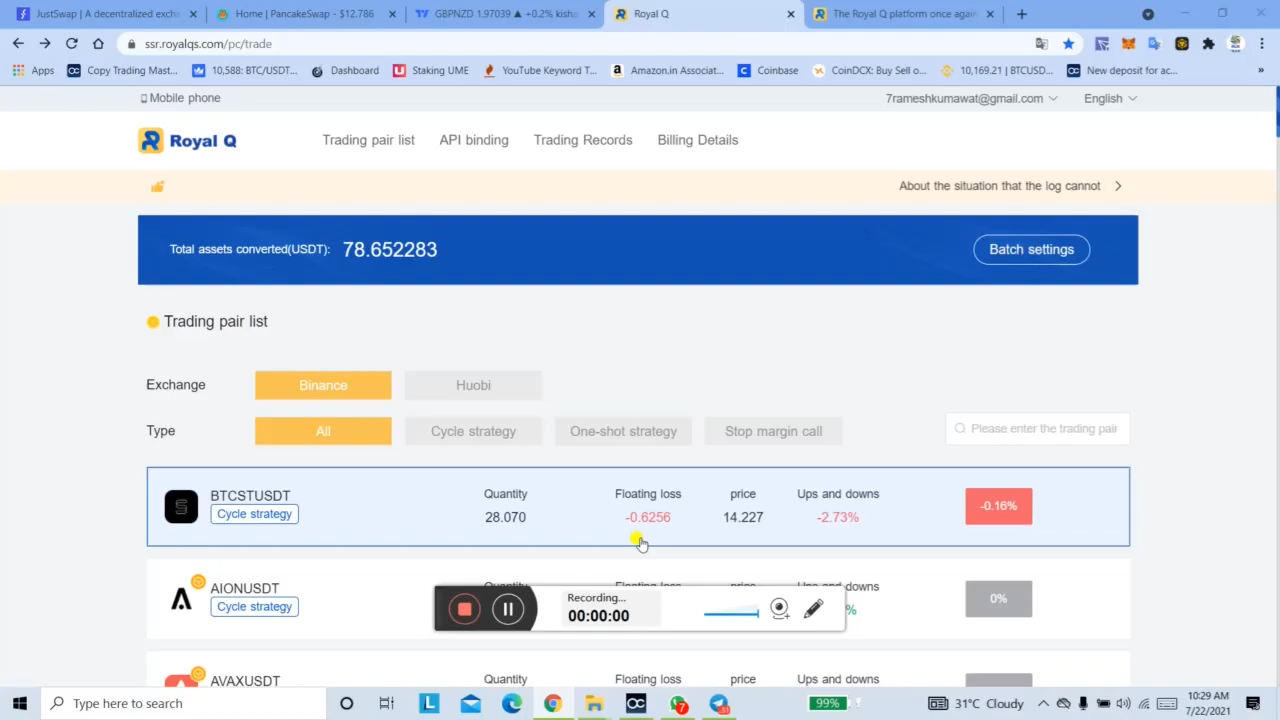 JustSwap | A decentralized exch
Home | PancakeSwap - $12.786
GBPNZD 1.97039 ▲ +0.2% kisha
Royal Q
The Royal Q platform once again
ssr.royalqs.com/pc/trade
Apps
Copy Trading Mast...
10,588: BTC/USDT...
Dashboard
Staking UME
YouTube Keyword T...
Amazon.in Associat...
Coinbase
CoinDCX: Buy Sell o...
10,169.21 | BTCUSD...
New deposit for ac...
»
Mobile phone
7rameshkumawat@gmail.com
English
Royal Q
Trading pair list
API binding
Trading Records
Billing Details
About the situation that the log cannot
Total assets converted(USDT): 78.652283
Batch settings
Trading pair list
Exchange
Binance
Huobi
Type
All
Cycle strategy
One-shot strategy
Stop margin call
Please enter the trading pair
BTCSTUSDT
Cycle strategy
Quantity
28.070
Floating loss
-0.6256
price
14.227
Ups and downs
-2.73%
-0.16%
AIONUSDT
Cycle strategy
0%
Recording...
00:00:00
AVAXUSDT
Quantity
Floating loss
price
Ups and downs
Type here to search
7
99%
31°C Cloudy
10:29 AM
7/22/2021